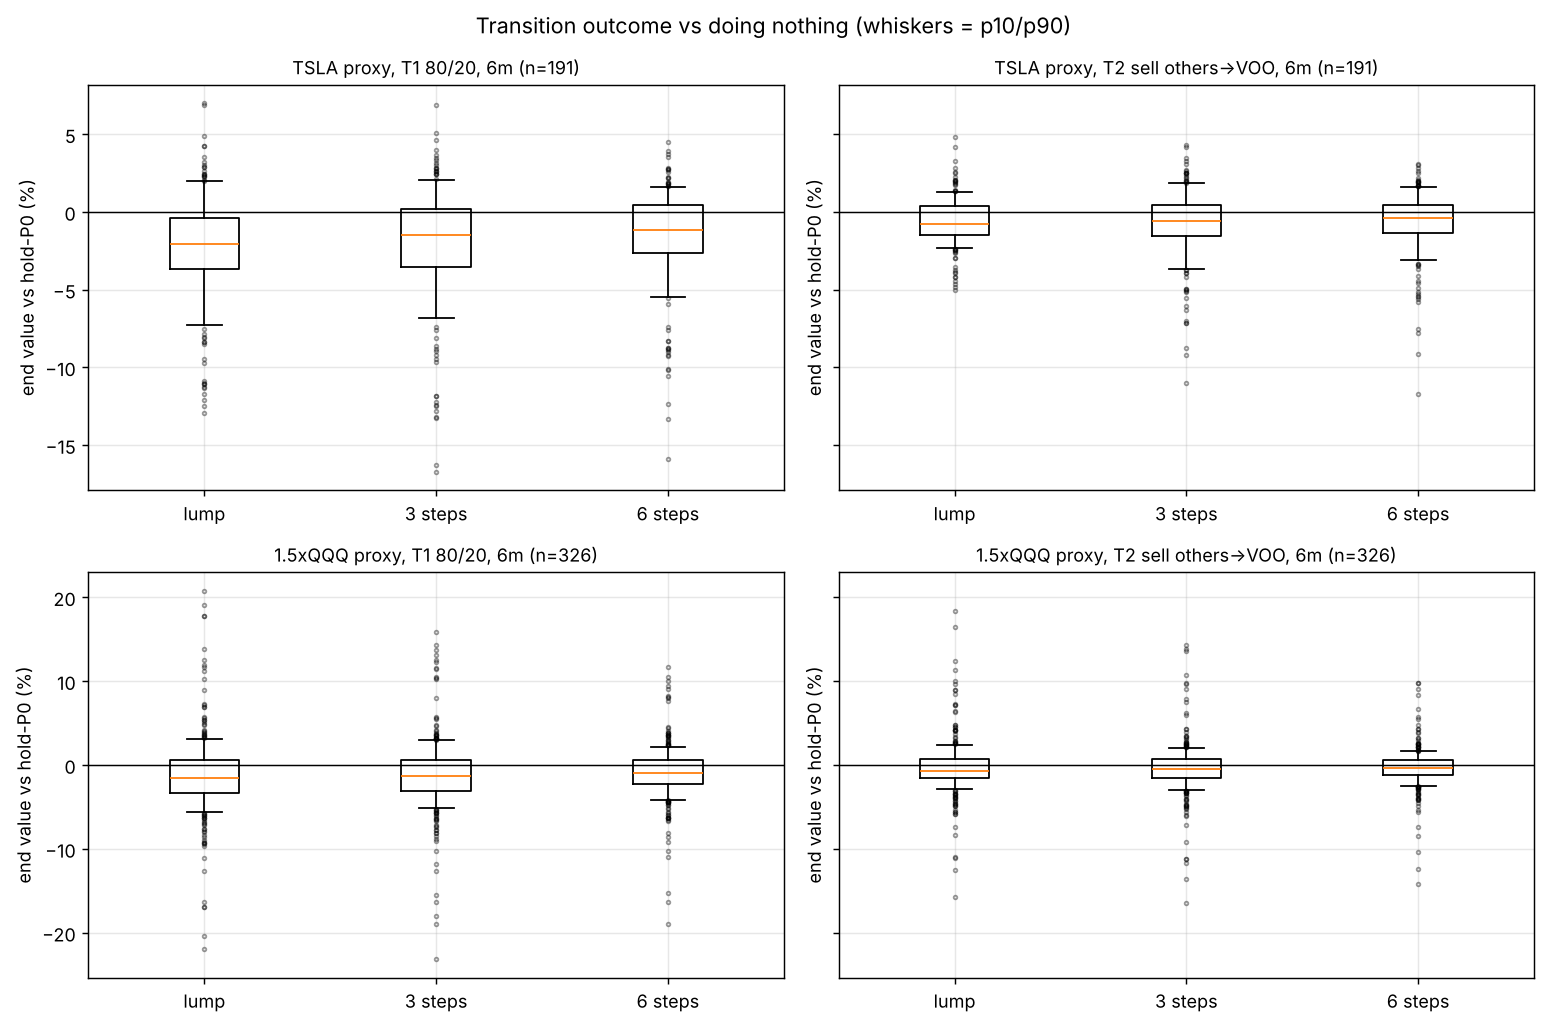 Transition outcome vs doing nothing (whiskers = p10/p90)
TSLA proxy, T1 80/20, 6m (n=191)
end value vs hold-P0 (%)
5
0
−5
−10
−15
lump
3 steps
6 steps
TSLA proxy, T2 sell others→VOO, 6m (n=191)
end value vs hold-P0 (%)
lump
3 steps
6 steps
1.5xQQQ proxy, T1 80/20, 6m (n=326)
end value vs hold-P0 (%)
20
10
0
−10
−20
lump
3 steps
6 steps
1.5xQQQ proxy, T2 sell others→VOO, 6m (n=326)
end value vs hold-P0 (%)
lump
3 steps
6 steps